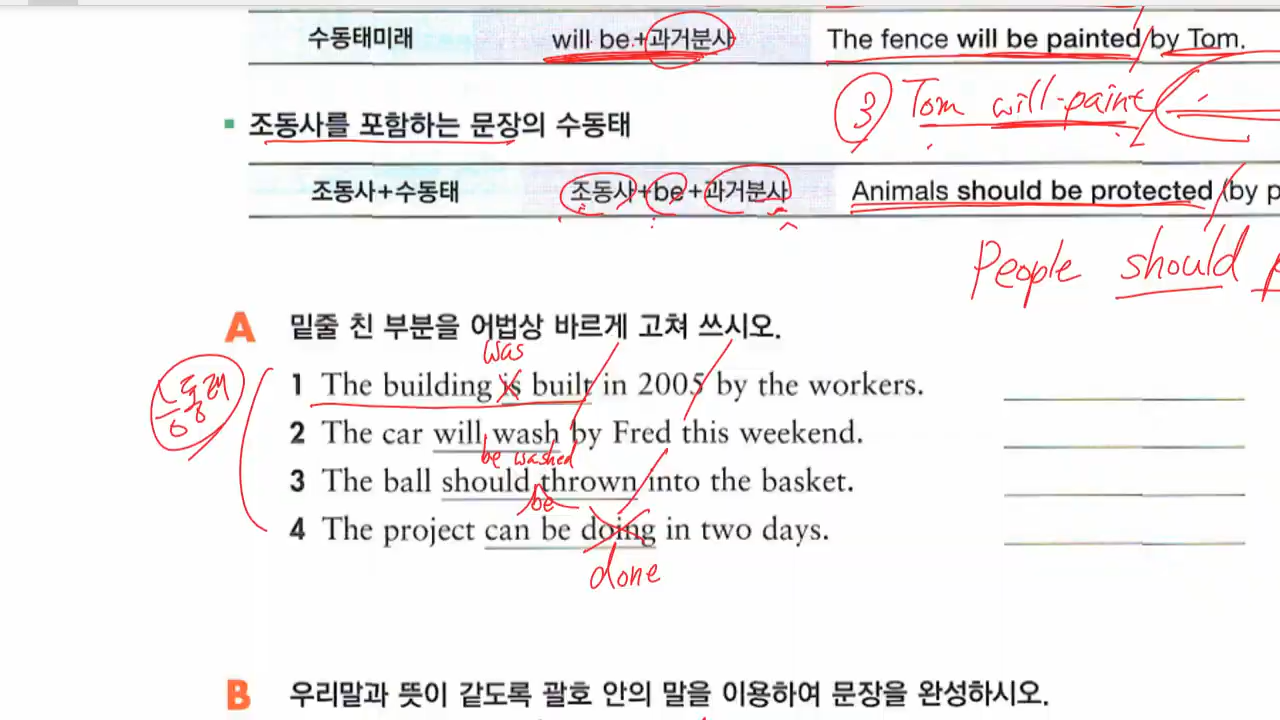 수동태미래 will be+과거분사 The fence will be painted by Tom.
③ Tom will paint
▪ 조동사를 포함하는 문장의 수동태
조동사+수동태 조동사+be+과거분사 Animals should be protected (by p
People should
A 밑줄 친 부분을 어법상 바르게 고쳐 쓰시오.
was
1 The building is built in 2005 by the workers.
수동태
2 The car will wash by Fred this weekend.
be washed
3 The ball should thrown into the basket.
be
4 The project can be doing in two days.
done
B 우리말과 뜻이 같도록 괄호 안의 말을 이용하여 문장을 완성하시오.